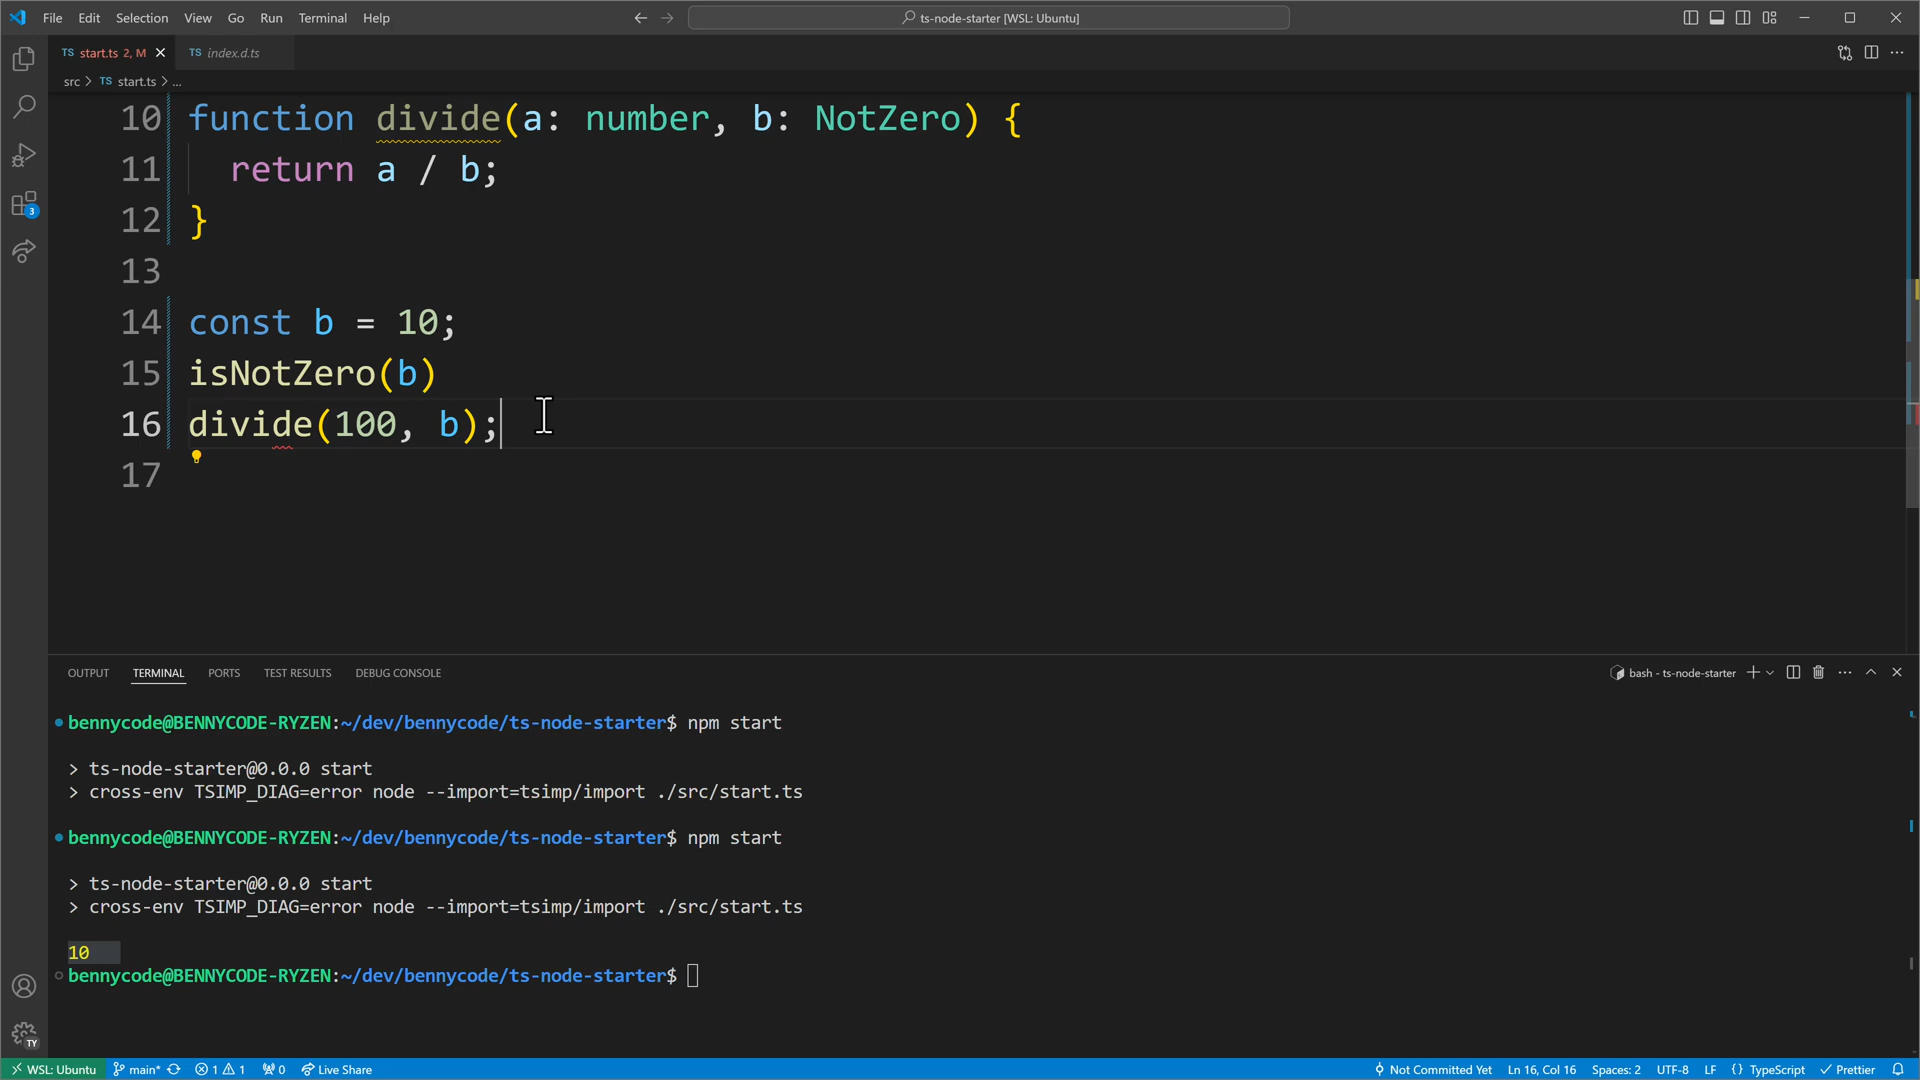 File Edit Selection View Go Run Terminal Help
ts-node-starter [WSL: Ubuntu]
TS start.ts 2, M
TS index.d.ts
src > TS start.ts > ...
10 function divide(a: number, b: NotZero) {
11 return a / b;
12 }
13
14 const b = 10;
15 isNotZero(b)
16 divide(100, b);
17
3
OUTPUT TERMINAL PORTS TEST RESULTS DEBUG CONSOLE
bash - ts-node-starter
bennycode@BENNYCODE-RYZEN:~/dev/bennycode/ts-node-starter$ npm start
> ts-node-starter@0.0.0 start
> cross-env TSIMP_DIAG=error node --import=tsimp/import ./src/start.ts
bennycode@BENNYCODE-RYZEN:~/dev/bennycode/ts-node-starter$ npm start
> ts-node-starter@0.0.0 start
> cross-env TSIMP_DIAG=error node --import=tsimp/import ./src/start.ts
10
bennycode@BENNYCODE-RYZEN:~/dev/bennycode/ts-node-starter$
TY
WSL: Ubuntu main* 1 1 0 Live Share
Not Committed Yet Ln 16, Col 16 Spaces: 2 UTF-8 LF {} TypeScript Prettier